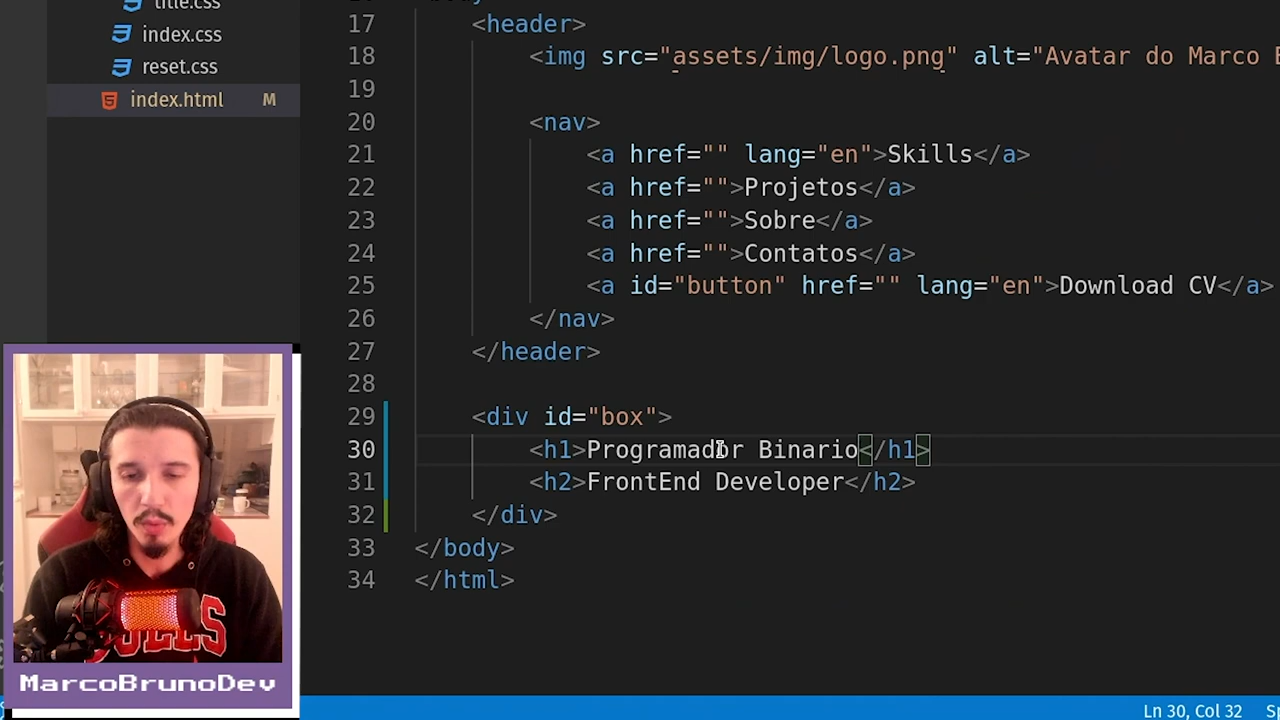 title.css
index.css
reset.css
index.html M
17 <header>
18 <img src="assets/img/logo.png" alt="Avatar do Marco
19
20 <nav>
21 <a href="" lang="en">Skills</a>
22 <a href="">Projetos</a>
23 <a href="">Sobre</a>
24 <a href="">Contatos</a>
25 <a id="button" href="" lang="en">Download CV</a>
26 </nav>
27 </header>
28
29 <div id="box">
30 <h1>Programador Binario</h1>
31 <h2>FrontEnd Developer</h2>
32 </div>
33 </body>
34 </html>
MarcoBrunoDev
Ln 30, Col 32